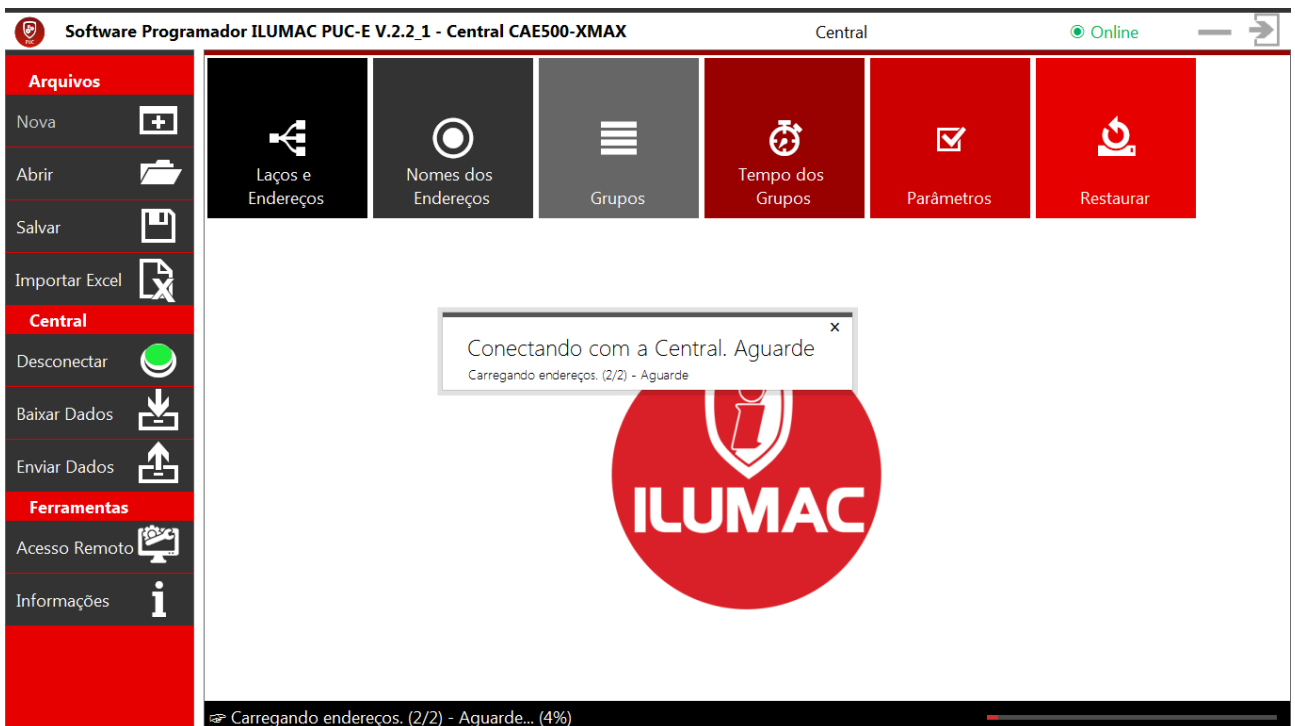 Software Programador ILUMAC PUC-E V.2.2_1 - Central CAE500-XMAX
Central
Online
PUC
Arquivos
Nova
Abrir
Salvar
Importar Excel
Central
Desconectar
Baixar Dados
Enviar Dados
Ferramentas
Acesso Remoto
Informações
Laços e
Endereços
Nomes dos
Endereços
Grupos
Tempo dos
Grupos
Parâmetros
Restaurar
x
Conectando com a Central. Aguarde
Carregando endereços. (2/2) - Aguarde
ILUMAC
☞ Carregando endereços. (2/2) - Aguarde... (4%)